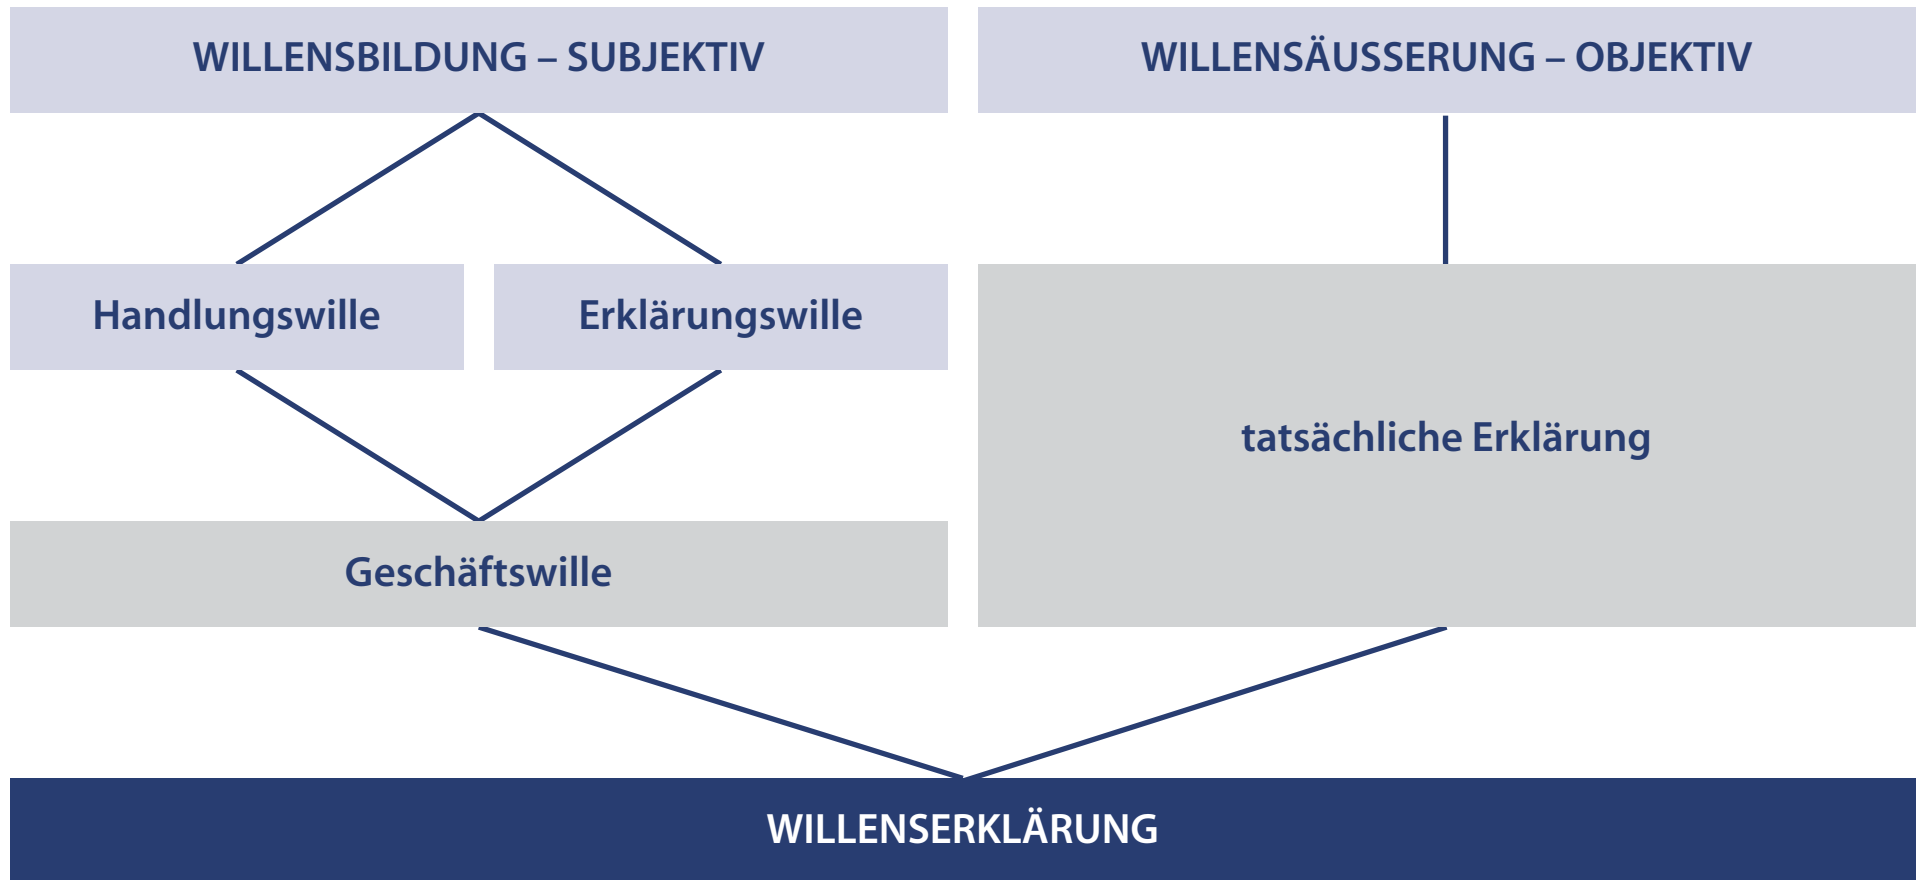 WILLENSBILDUNG – SUBJEKTIV
WILLENSÄUSSERUNG – OBJEKTIV
Handlungswille
Erklärungswille
tatsächliche Erklärung
Geschäftswille
WILLENSERKLÄRUNG